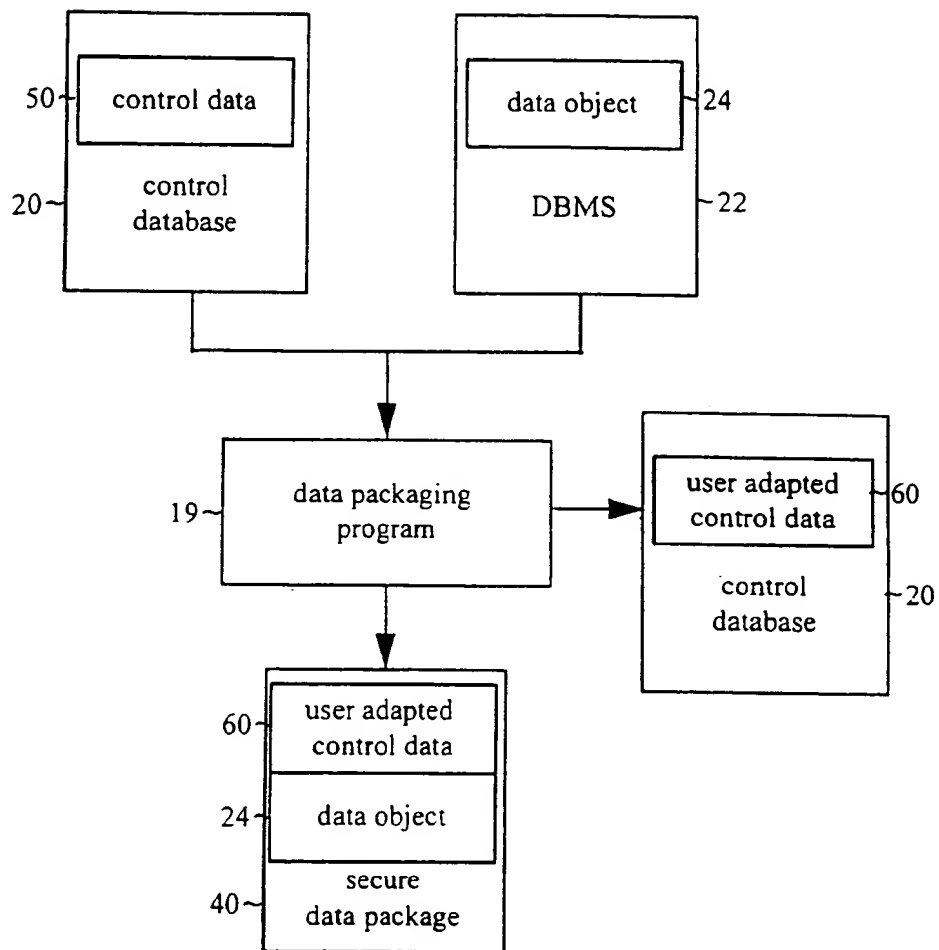 50
control data
20
control
database
data object
24
DBMS
22
19
data packaging
program
user adapted
control data
60
control
database
20
60
user adapted
control data
24
data object
40
secure
data package